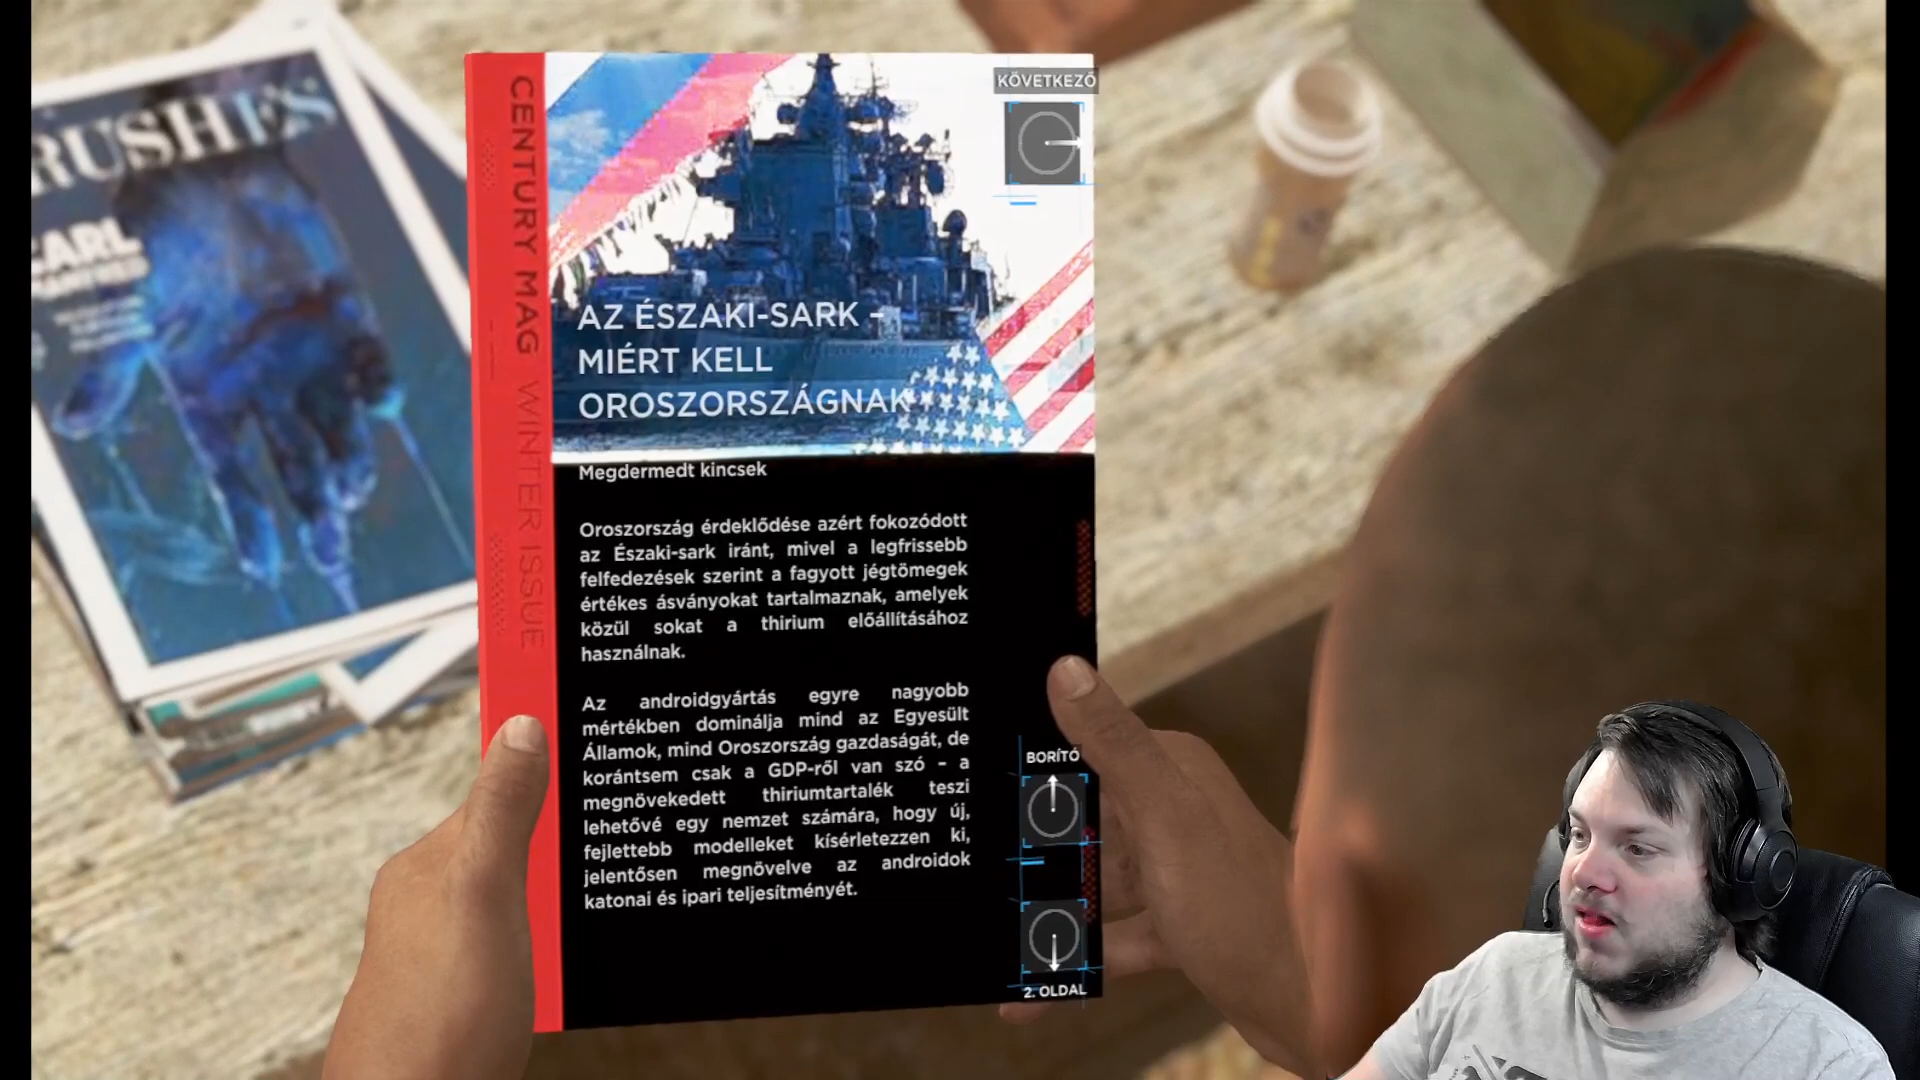 RUSHES
CARL
CENTURY MAG WINTER ISSUE
KÖVETKEZŐ
AZ ÉSZAKI-SARK –
MIÉRT KELL
OROSZORSZÁGNAK
Megdermedt kincsek
Oroszország érdeklődése azért fokozódott
az Északi-sark iránt, mivel a legfrissebb
felfedezések szerint a fagyott jégtömegek
értékes ásványokat tartalmaznak, amelyek
közül sokat a thirium előállításához
használnak.
Az androidgyártás egyre nagyobb
mértékben dominálja mind az Egyesült
Államok, mind Oroszország gazdaságát, de
korántsem csak a GDP-ről van szó – a
megnövekedett thiriumtartalék teszi
lehetővé egy nemzet számára, hogy új,
fejlettebb modelleket kísérletezzen ki,
jelentősen megnövelve az androidok
katonai és ipari teljesítményét.
BORÍTÓ
2. OLDAL